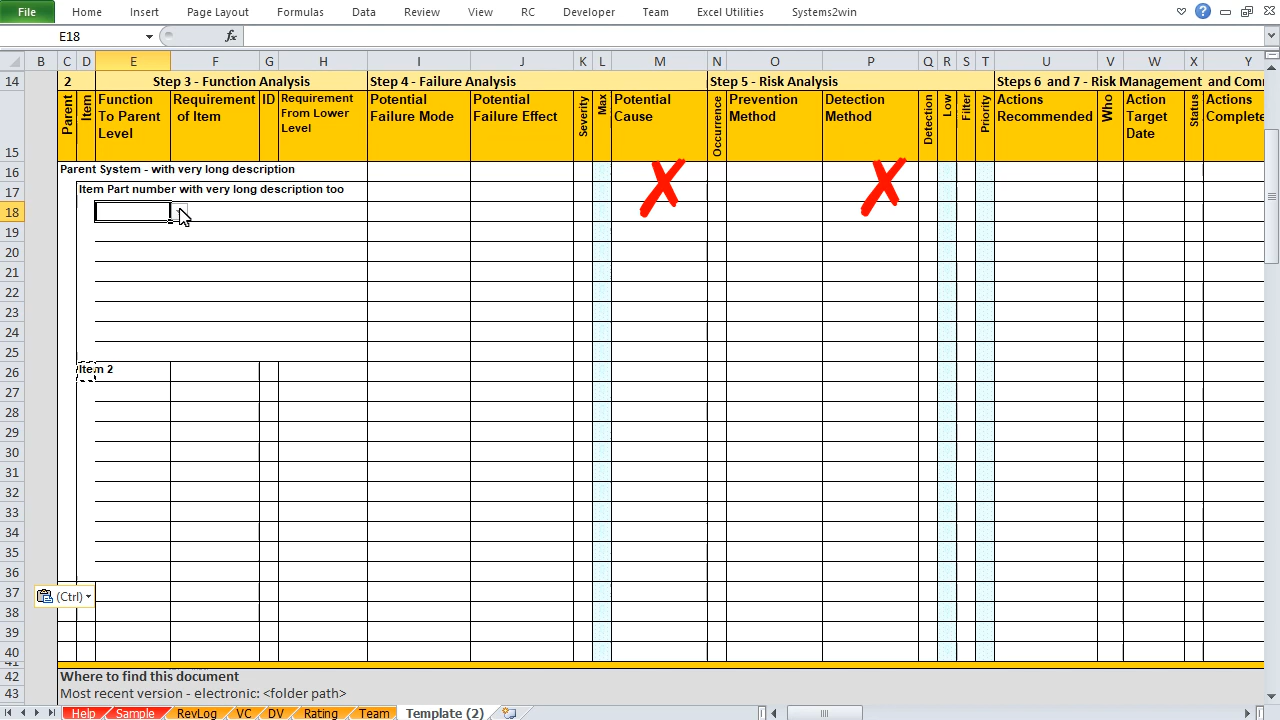 File Home Insert Page Layout Formulas Data Review View RC Developer Team Excel Utilities Systems2win
E18 fx
B C D E F G H I J K L M N O P Q R S T U V W X Y
14 2 Step 3 - Function Analysis Step 4 - Failure Analysis Step 5 - Risk Analysis Steps 6 and 7 - Risk Management and Com
15 Parent Item Function To Parent Level Requirement of Item ID Requirement From Lower Level Potential Failure Mode Potential Failure Effect Severity Max Potential Cause Occurrence Prevention Method Detection Method Detection Low Filter Priority Actions Recommended Who Action Target Date Status Actions Complete
16 Parent System - with very long description
17 Item Part number with very long description too
18
19
20
21
22
23
24
25
26 Item 2
27
28
29
30
31
32
33
34
35
36
37 (Ctrl)
38
39
40
41
42 Where to find this document
43 Most recent version - electronic: <folder path>
Help Sample RevLog VC DV Rating Team Template (2)